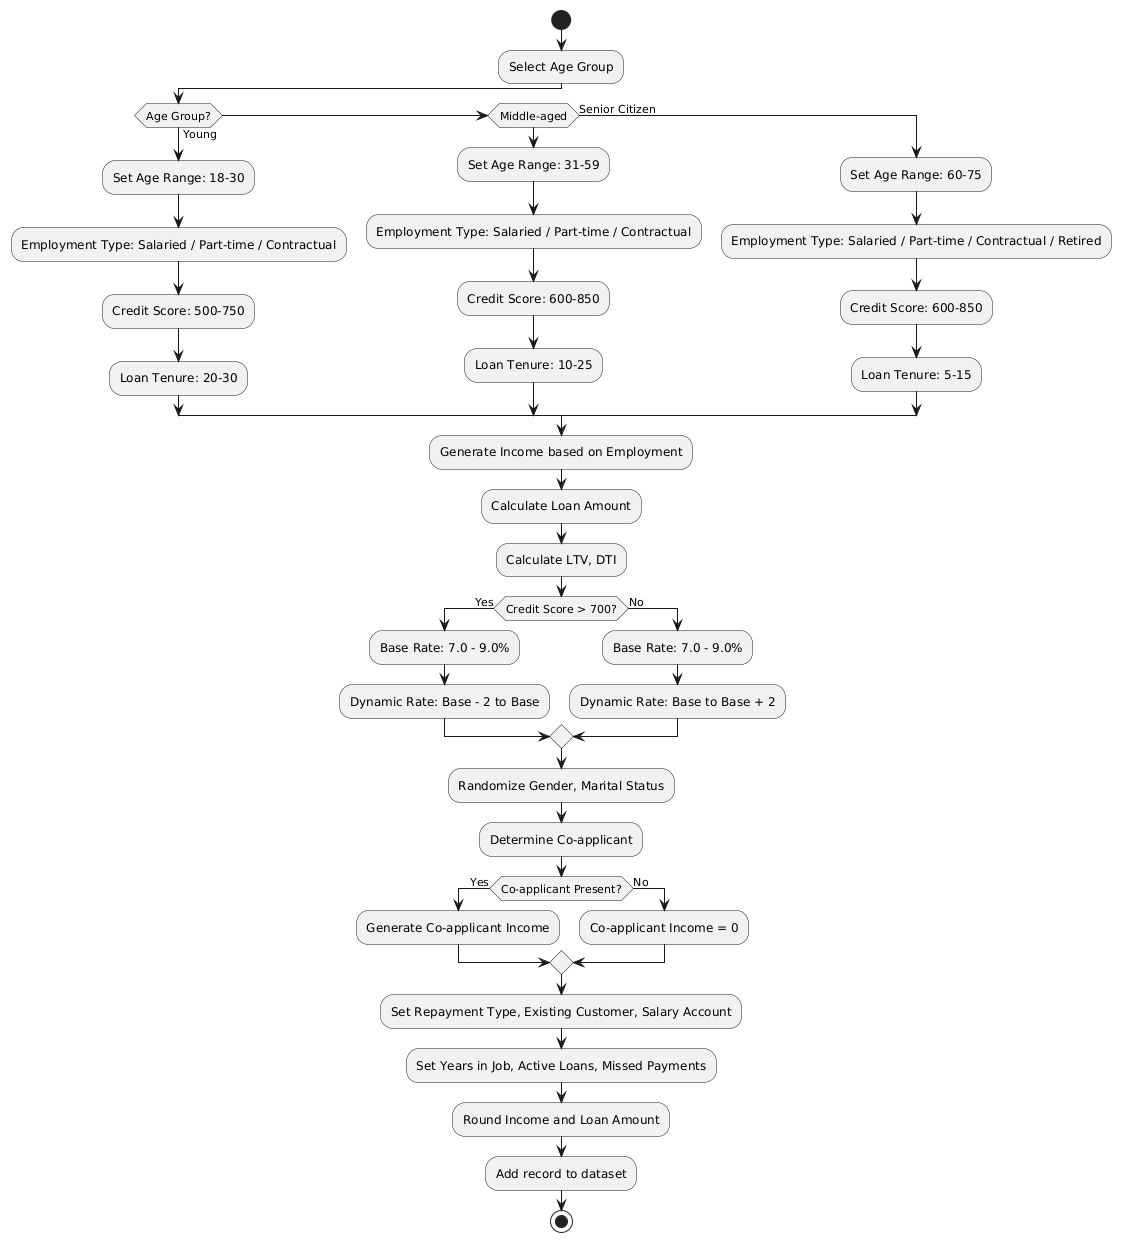 Select Age Group
Age Group?
Young
Set Age Range: 18-30
Employment Type: Salaried / Part-time / Contractual
Credit Score: 500-750
Loan Tenure: 20-30
Middle-aged
Set Age Range: 31-59
Employment Type: Salaried / Part-time / Contractual
Credit Score: 600-850
Loan Tenure: 10-25
Senior Citizen
Set Age Range: 60-75
Employment Type: Salaried / Part-time / Contractual / Retired
Credit Score: 600-850
Loan Tenure: 5-15
Generate Income based on Employment
Calculate Loan Amount
Calculate LTV, DTI
Credit Score > 700?
Yes
Base Rate: 7.0 - 9.0%
Dynamic Rate: Base - 2 to Base
No
Base Rate: 7.0 - 9.0%
Dynamic Rate: Base to Base + 2
Randomize Gender, Marital Status
Determine Co-applicant
Co-applicant Present?
Yes
Generate Co-applicant Income
No
Co-applicant Income = 0
Set Repayment Type, Existing Customer, Salary Account
Set Years in Job, Active Loans, Missed Payments
Round Income and Loan Amount
Add record to dataset